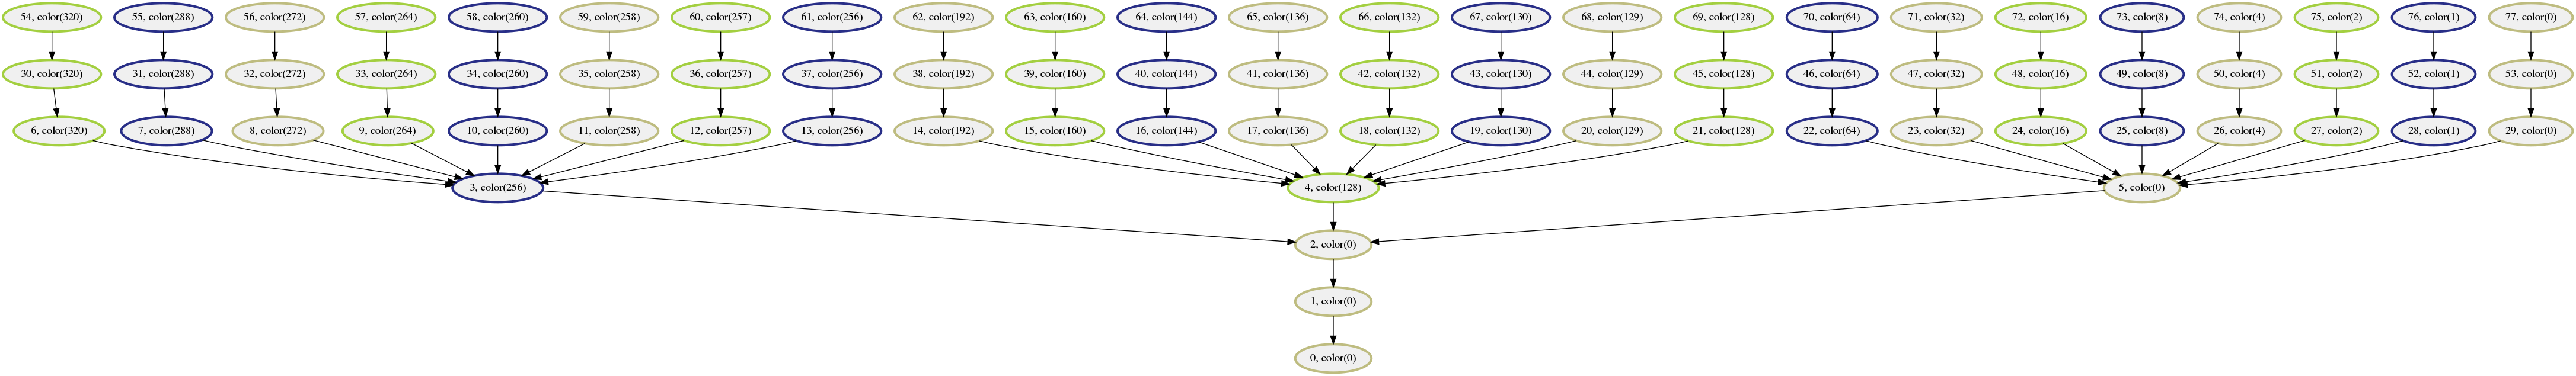 54, color(320) 55, color(288) 56, color(272) 57, color(264) 58, color(260) 59, color(258) 60, color(257) 61, color(256) 62, color(192) 63, color(160) 64, color(144) 65, color(136) 66, color(132) 67, color(130) 68, color(129) 69, color(128) 70, color(64) 71, color(32) 72, color(16) 73, color(8) 74, color(4) 75, color(2) 76, color(1) 77, color(0)
30, color(320) 31, color(288) 32, color(272) 33, color(264) 34, color(260) 35, color(258) 36, color(257) 37, color(256) 38, color(192) 39, color(160) 40, color(144) 41, color(136) 42, color(132) 43, color(130) 44, color(129) 45, color(128) 46, color(64) 47, color(32) 48, color(16) 49, color(8) 50, color(4) 51, color(2) 52, color(1) 53, color(0)
6, color(320) 7, color(288) 8, color(272) 9, color(264) 10, color(260) 11, color(258) 12, color(257) 13, color(256) 14, color(192) 15, color(160) 16, color(144) 17, color(136) 18, color(132) 19, color(130) 20, color(129) 21, color(128) 22, color(64) 23, color(32) 24, color(16) 25, color(8) 26, color(4) 27, color(2) 28, color(1) 29, color(0)
3, color(256) 4, color(128) 5, color(0)
2, color(0)
1, color(0)
0, color(0)